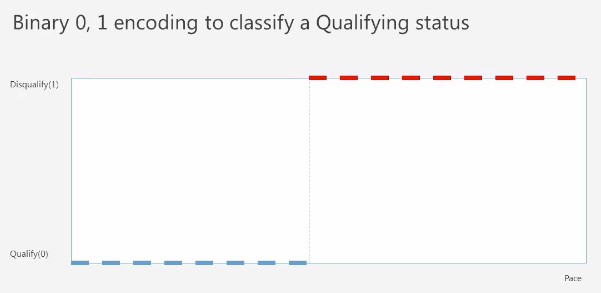 Binary 0, 1 encoding to classify a Qualifying status
Disqualify(1)
Qualify(0)
Pace